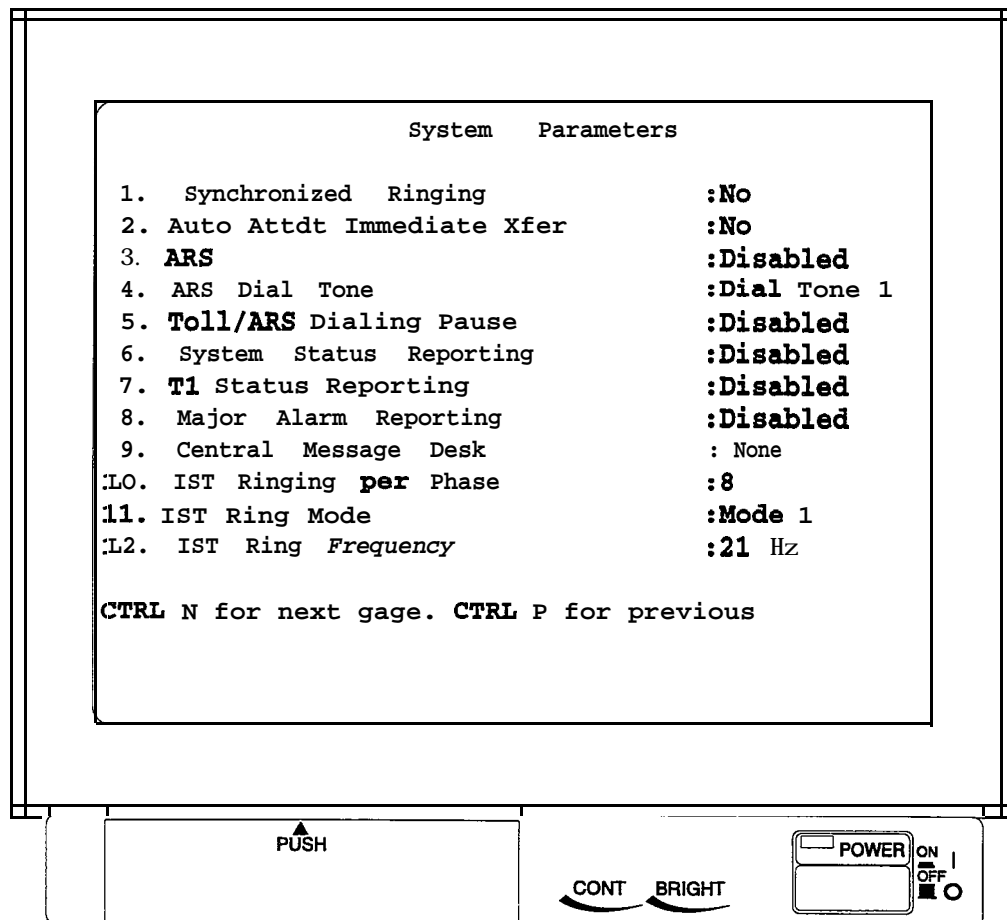 System Parameters
1. Synchronized Ringing :No
2. Auto Attdt Immediate Xfer :No
3. ARS :Disabled
4. ARS Dial Tone :Dial Tone 1
5. Toll/ARS Dialing Pause :Disabled
6. System Status Reporting :Disabled
7. T1 Status Reporting :Disabled
8. Major Alarm Reporting :Disabled
9. Central Message Desk : None
:LO. IST Ringing per Phase :8
11. IST Ring Mode :Mode 1
:L2. IST Ring Frequency :21 Hz
CTRL N for next gage. CTRL P for previous
PUSH
CONT BRIGHT
POWER
ON |
OFF O